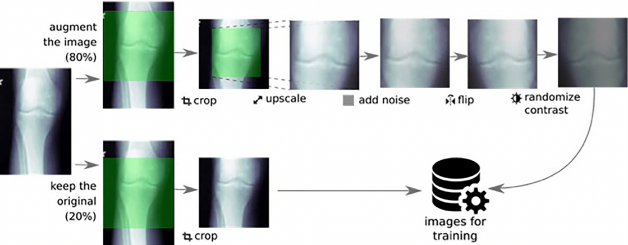 augment
the image
(80%)
crop
upscale
add noise
flip
randomize
contrast
keep the
original
(20%)
crop
images for
training